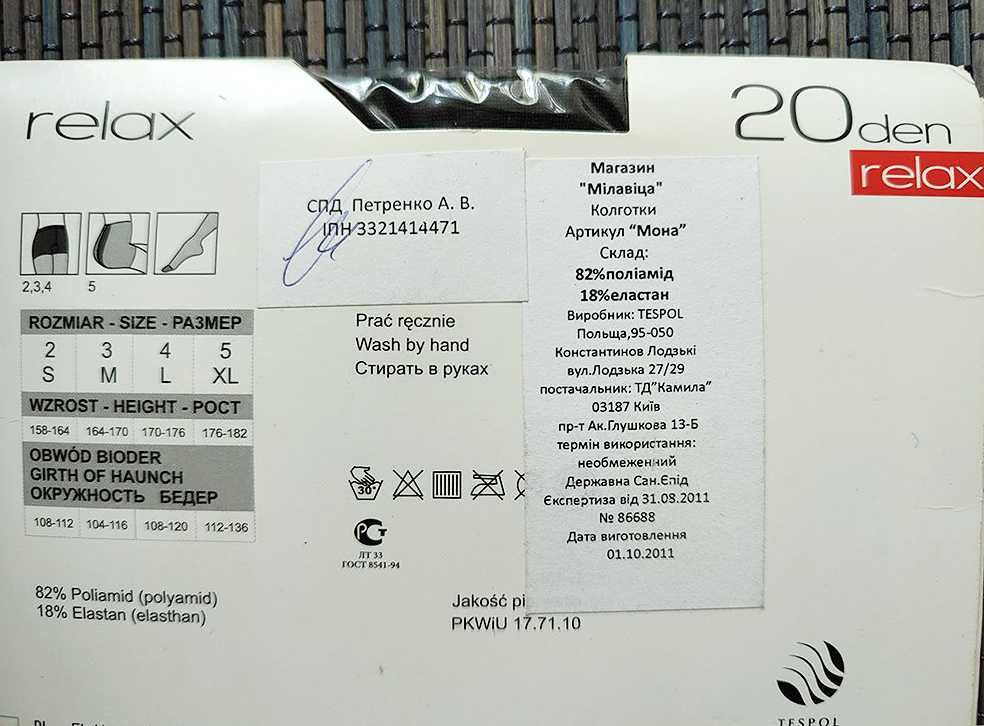 relax
20 den
relax
СПД Петренко А. В.
ІПН 3321414471
Магазин
"Мілавіца"
Колготки
Артикул “Мона”
Склад:
82%поліамід
18%еластан
Виробник: TESPOL
Польща,95-050
Константинов Лодзькі
вул.Лодзька 27/29
постачальник: ТД”Камила”
03187 Київ
пр-т Ак.Глушкова 13-Б
термін використання:
необмежений
Державна Сан.Єпід
Єкспертиза від 31.08.2011
№ 86688
Дата виготовлення
01.10.2011
2,3,4
5
ROZMIAR - SIZE - РАЗМЕР
2 3 4 5
S M L XL
WZROST - HEIGHT - РОСТ
158-164 164-170 170-176 176-182
OBWÓD BIODER
GIRTH OF HAUNCH
ОКРУЖНОСТЬ БЕДЕР
108-112 104-116 108-120 112-136
Prać ręcznie
Wash by hand
Стирать в руках
30°
РСТ
ЛТ 33
ГОСТ 8541-94
82% Poliamid (polyamid)
18% Elastan (elasthan)
Jakość
PKWiU 17.71.10
TESPOL